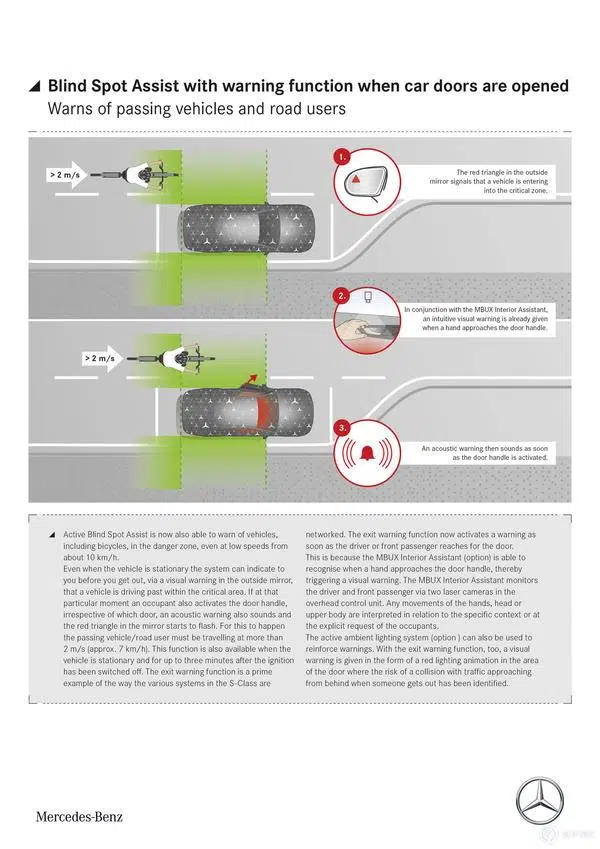 Blind Spot Assist with warning function when car doors are opened
Warns of passing vehicles and road users
> 2 m/s
1.
The red triangle in the outside
mirror signals that a vehicle is entering
into the critical zone.
2.
In conjunction with the MBUX Interior Assistant,
an intuitive visual warning is already given
when a hand approaches the door handle.
> 2 m/s
3.
An acoustic warning then sounds as soon
as the door handle is activated.
Active Blind Spot Assist is now also able to warn of vehicles,
including bicycles, in the danger zone, even at low speeds from
about 10 km/h.
Even when the vehicle is stationary the system can indicate to
you before you get out, via a visual warning in the outside mirror,
that a vehicle is driving past within the critical area. If at that
particular moment an occupant also activates the door handle,
irrespective of which door, an acoustic warning also sounds and
the red triangle in the mirror starts to flash. For this to happen
the passing vehicle/road user must be travelling at more than
2 m/s (approx. 7 km/h). This function is also available when the
vehicle is stationary and for up to three minutes after the ignition
has been switched off. The exit warning function is a prime
example of the way the various systems in the S-Class are
networked. The exit warning function now activates a warning as
soon as the driver or front passenger reaches for the door.
This is because the MBUX Interior Assistant (option) is able to
recognise when a hand approaches the door handle, thereby
triggering a visual warning. The MBUX Interior Assistant monitors
the driver and front passenger via two laser cameras in the
overhead control unit. Any movements of the hands, head or
upper body are interpreted in relation to the specific context or at
the explicit request of the occupants.
The active ambient lighting system (option ) can also be used to
reinforce warnings. With the exit warning function, too, a visual
warning is given in the form of a red lighting animation in the area
of the door where the risk of a collision with traffic approaching
from behind when someone gets out has been identified.
Mercedes-Benz